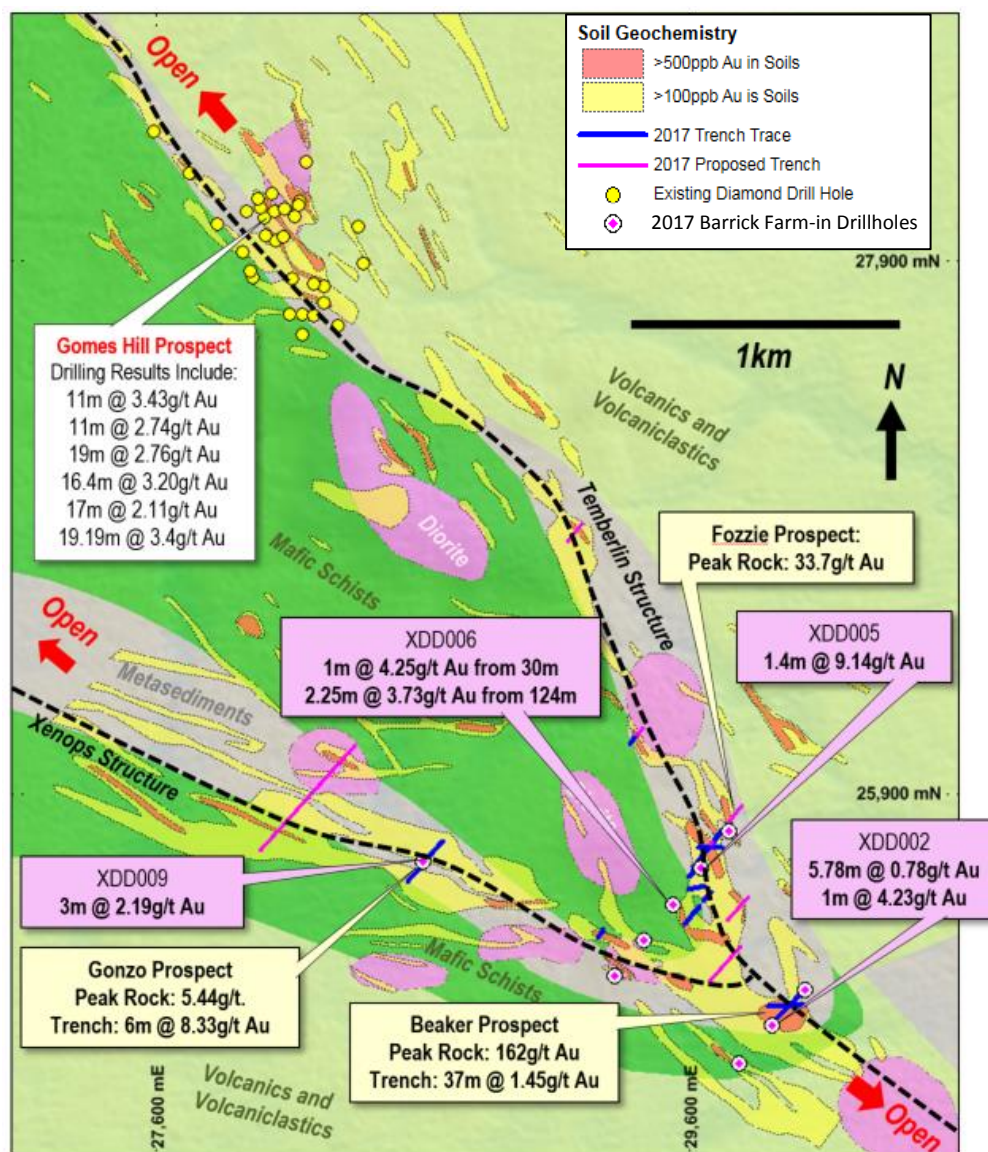 Soil Geochemistry
>500ppb Au in Soils
>100ppb Au is Soils
2017 Trench Trace
2017 Proposed Trench
Existing Diamond Drill Hole
2017 Barrick Farm-in Drillholes
Open
27,900 mN
1km
N
Gomes Hill Prospect
Drilling Results Include:
11m @ 3.43g/t Au
11m @ 2.74g/t Au
19m @ 2.76g/t Au
16.4m @ 3.20g/t Au
17m @ 2.11g/t Au
19.19m @ 3.4g/t Au
Volcanics and
Volcaniclastics
Diorite
Temberlin Structure
Mafic Schists
Fozzie Prospect:
Peak Rock: 33.7g/t Au
Open
XDD006
1m @ 4.25g/t Au from 30m
2.25m @ 3.73g/t Au from 124m
XDD005
1.4m @ 9.14g/t Au
Metasediments
Xenops Structure
25,900 mN
XDD002
5.78m @ 0.78g/t Au
1m @ 4.23g/t Au
XDD009
3m @ 2.19g/t Au
Gonzo Prospect
Peak Rock: 5.44g/t.
Trench: 6m @ 8.33g/t Au
Mafic Schists
Beaker Prospect
Peak Rock: 162g/t Au
Trench: 37m @ 1.45g/t Au
Volcanics and
Volcaniclastics
27,600 mE
29,600 mE
Open